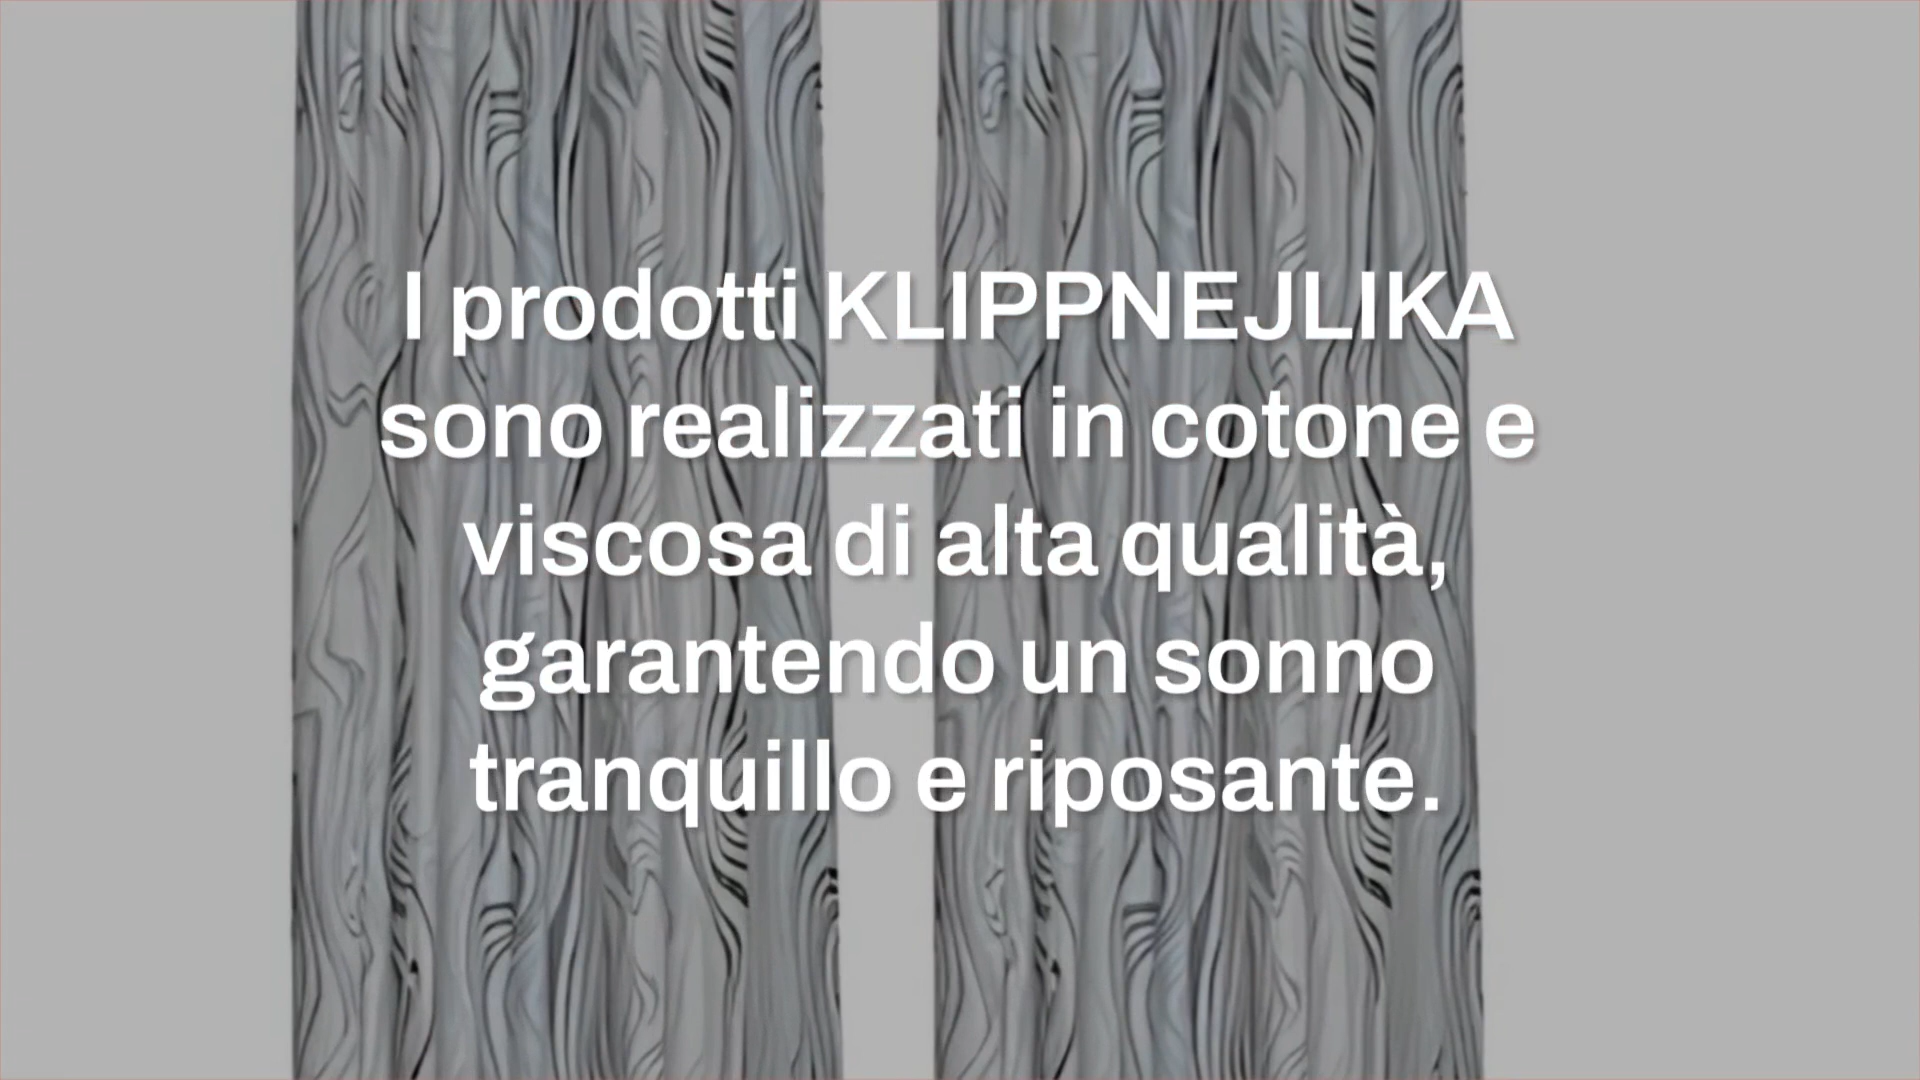 I prodotti KLIPPNEJLIKA
sono realizzati in cotone e
viscosa di alta qualità,
garantendo un sonno
tranquillo e riposante.